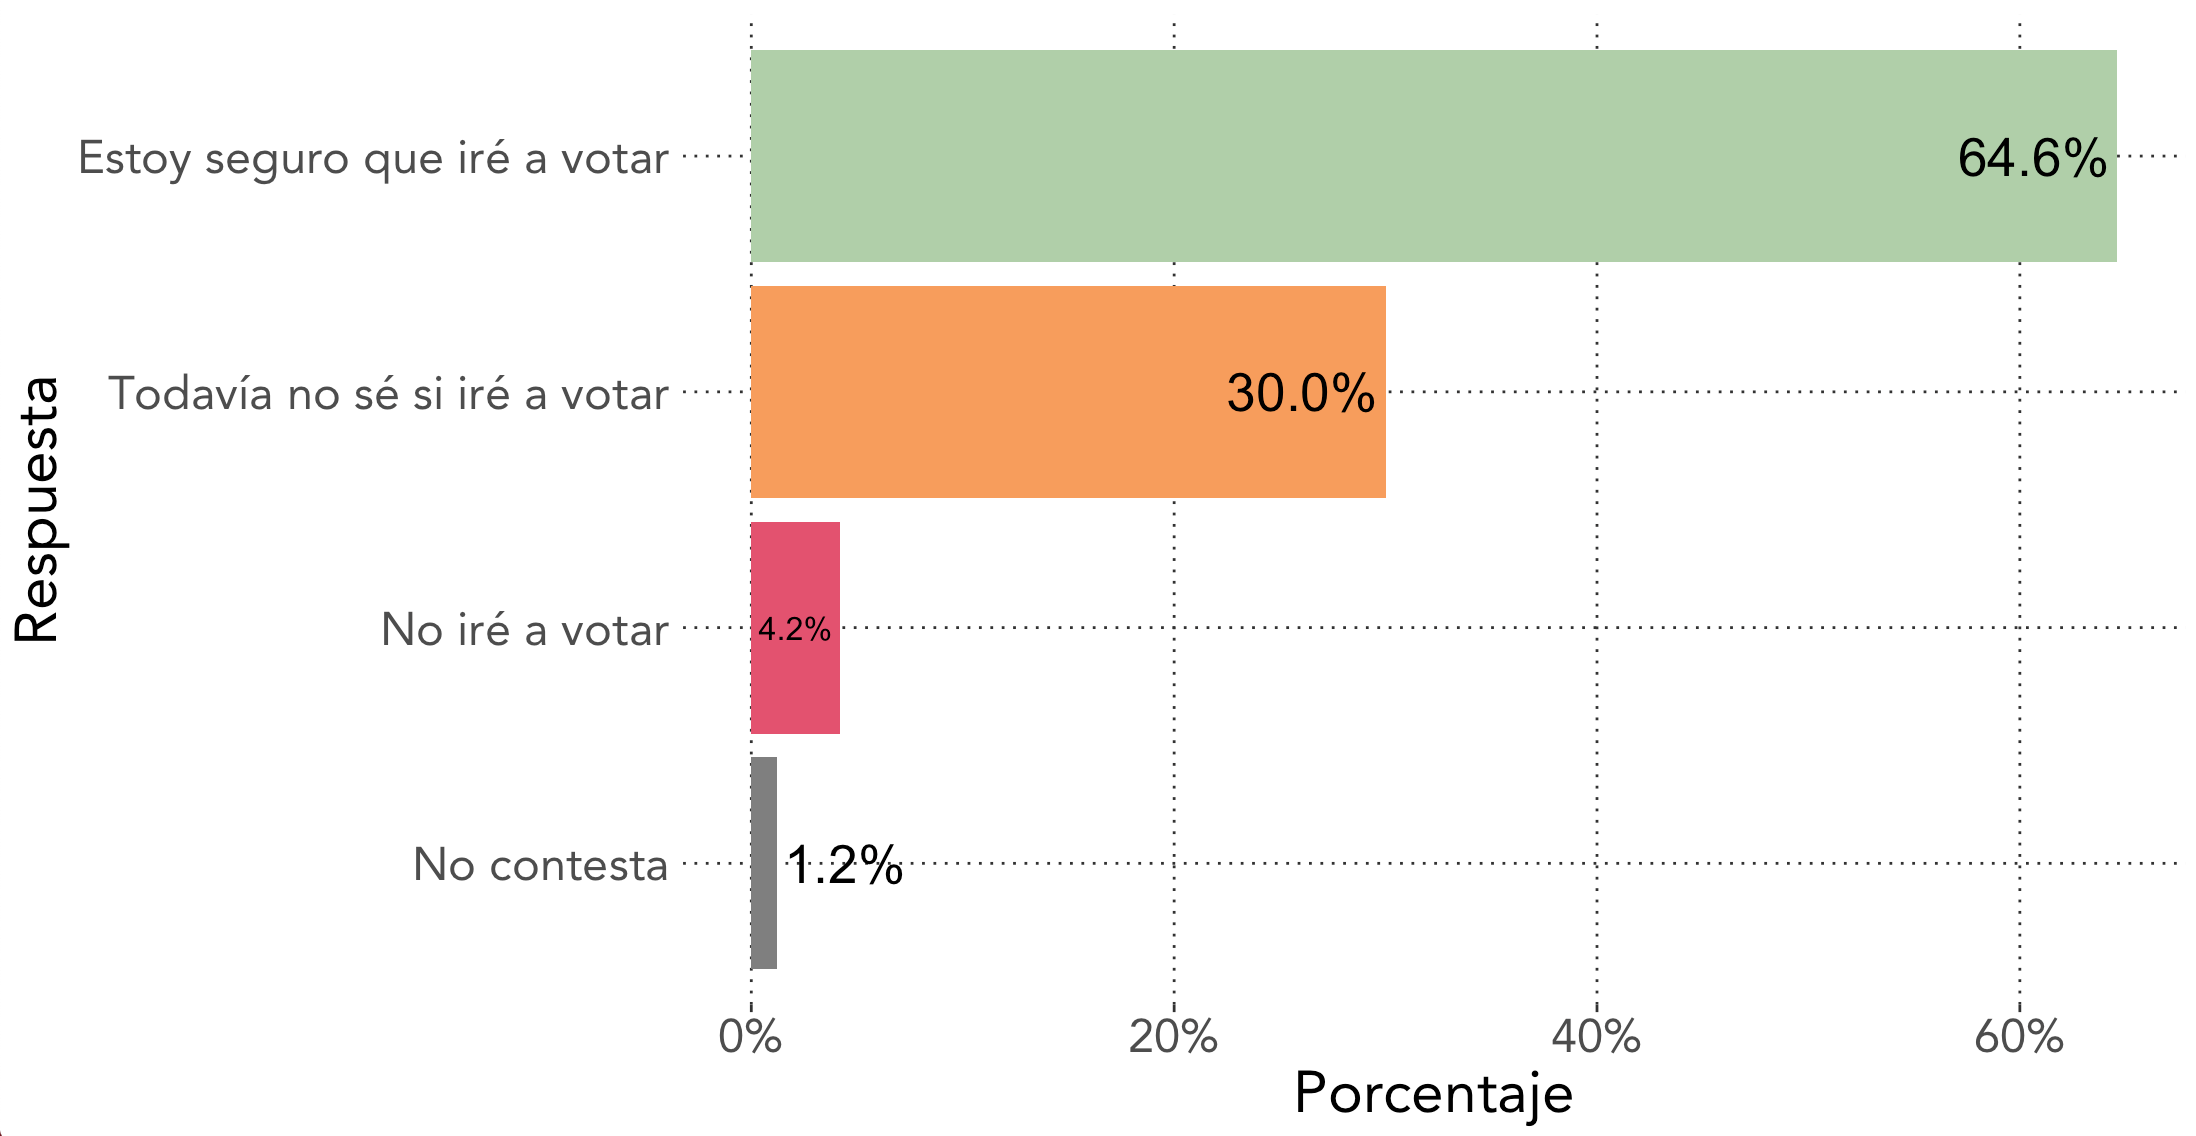 Estoy seguro que iré a votar
64.6%
Todavía no sé si iré a votar
30.0%
No iré a votar
4.2%
No contesta
1.2%
Respuesta
0%
20%
40%
60%
Porcentaje